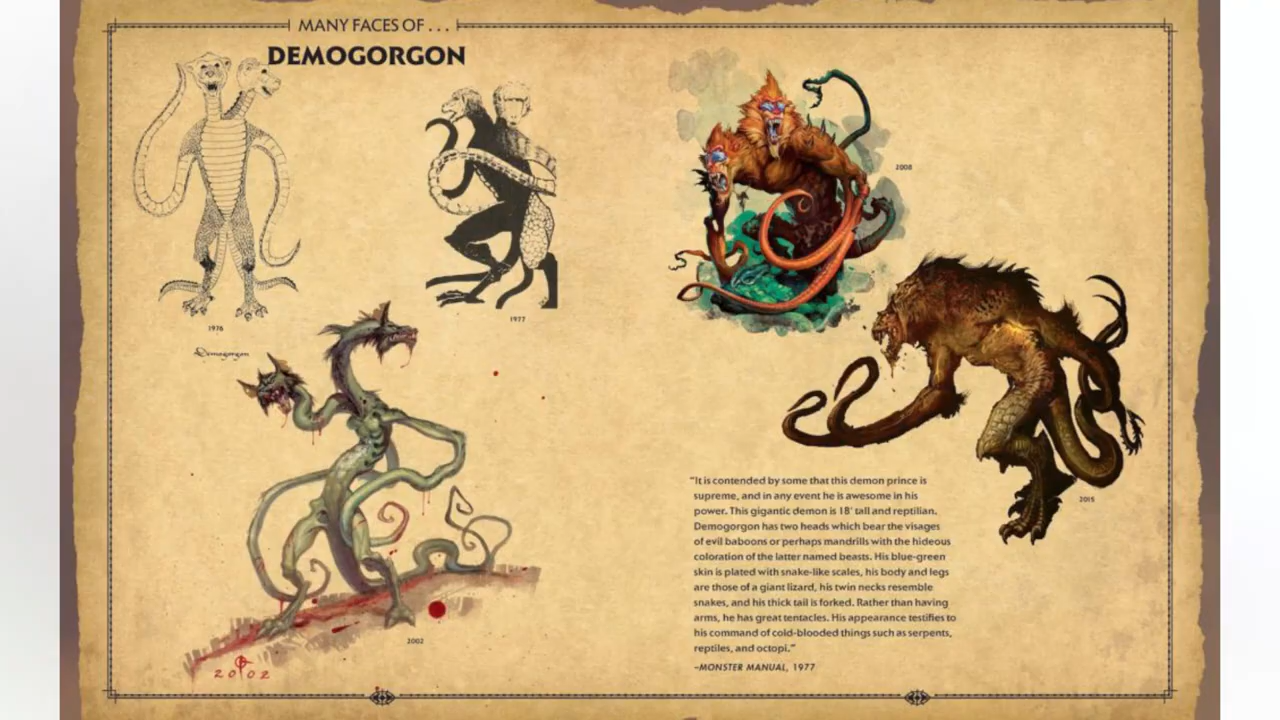 MANY FACES OF . . .
DEMOGORGON
1976
Demogorgon
1977
2002
2002
2008
2015
"It is contended by some that this demon prince is
supreme, and in any event he is awesome in his
power. This gigantic demon is 18' tall and reptilian.
Demogorgon has two heads which bear the visages
of evil baboons or perhaps mandrills with the hideous
coloration of the latter named beasts. His blue-green
skin is plated with snake-like scales, his body and legs
are those of a giant lizard, his twin necks resemble
snakes, and his thick tail is forked. Rather than having
arms, he has great tentacles. His appearance testifies to
his command of cold-blooded things such as serpents,
reptiles, and octopi."
–MONSTER MANUAL, 1977